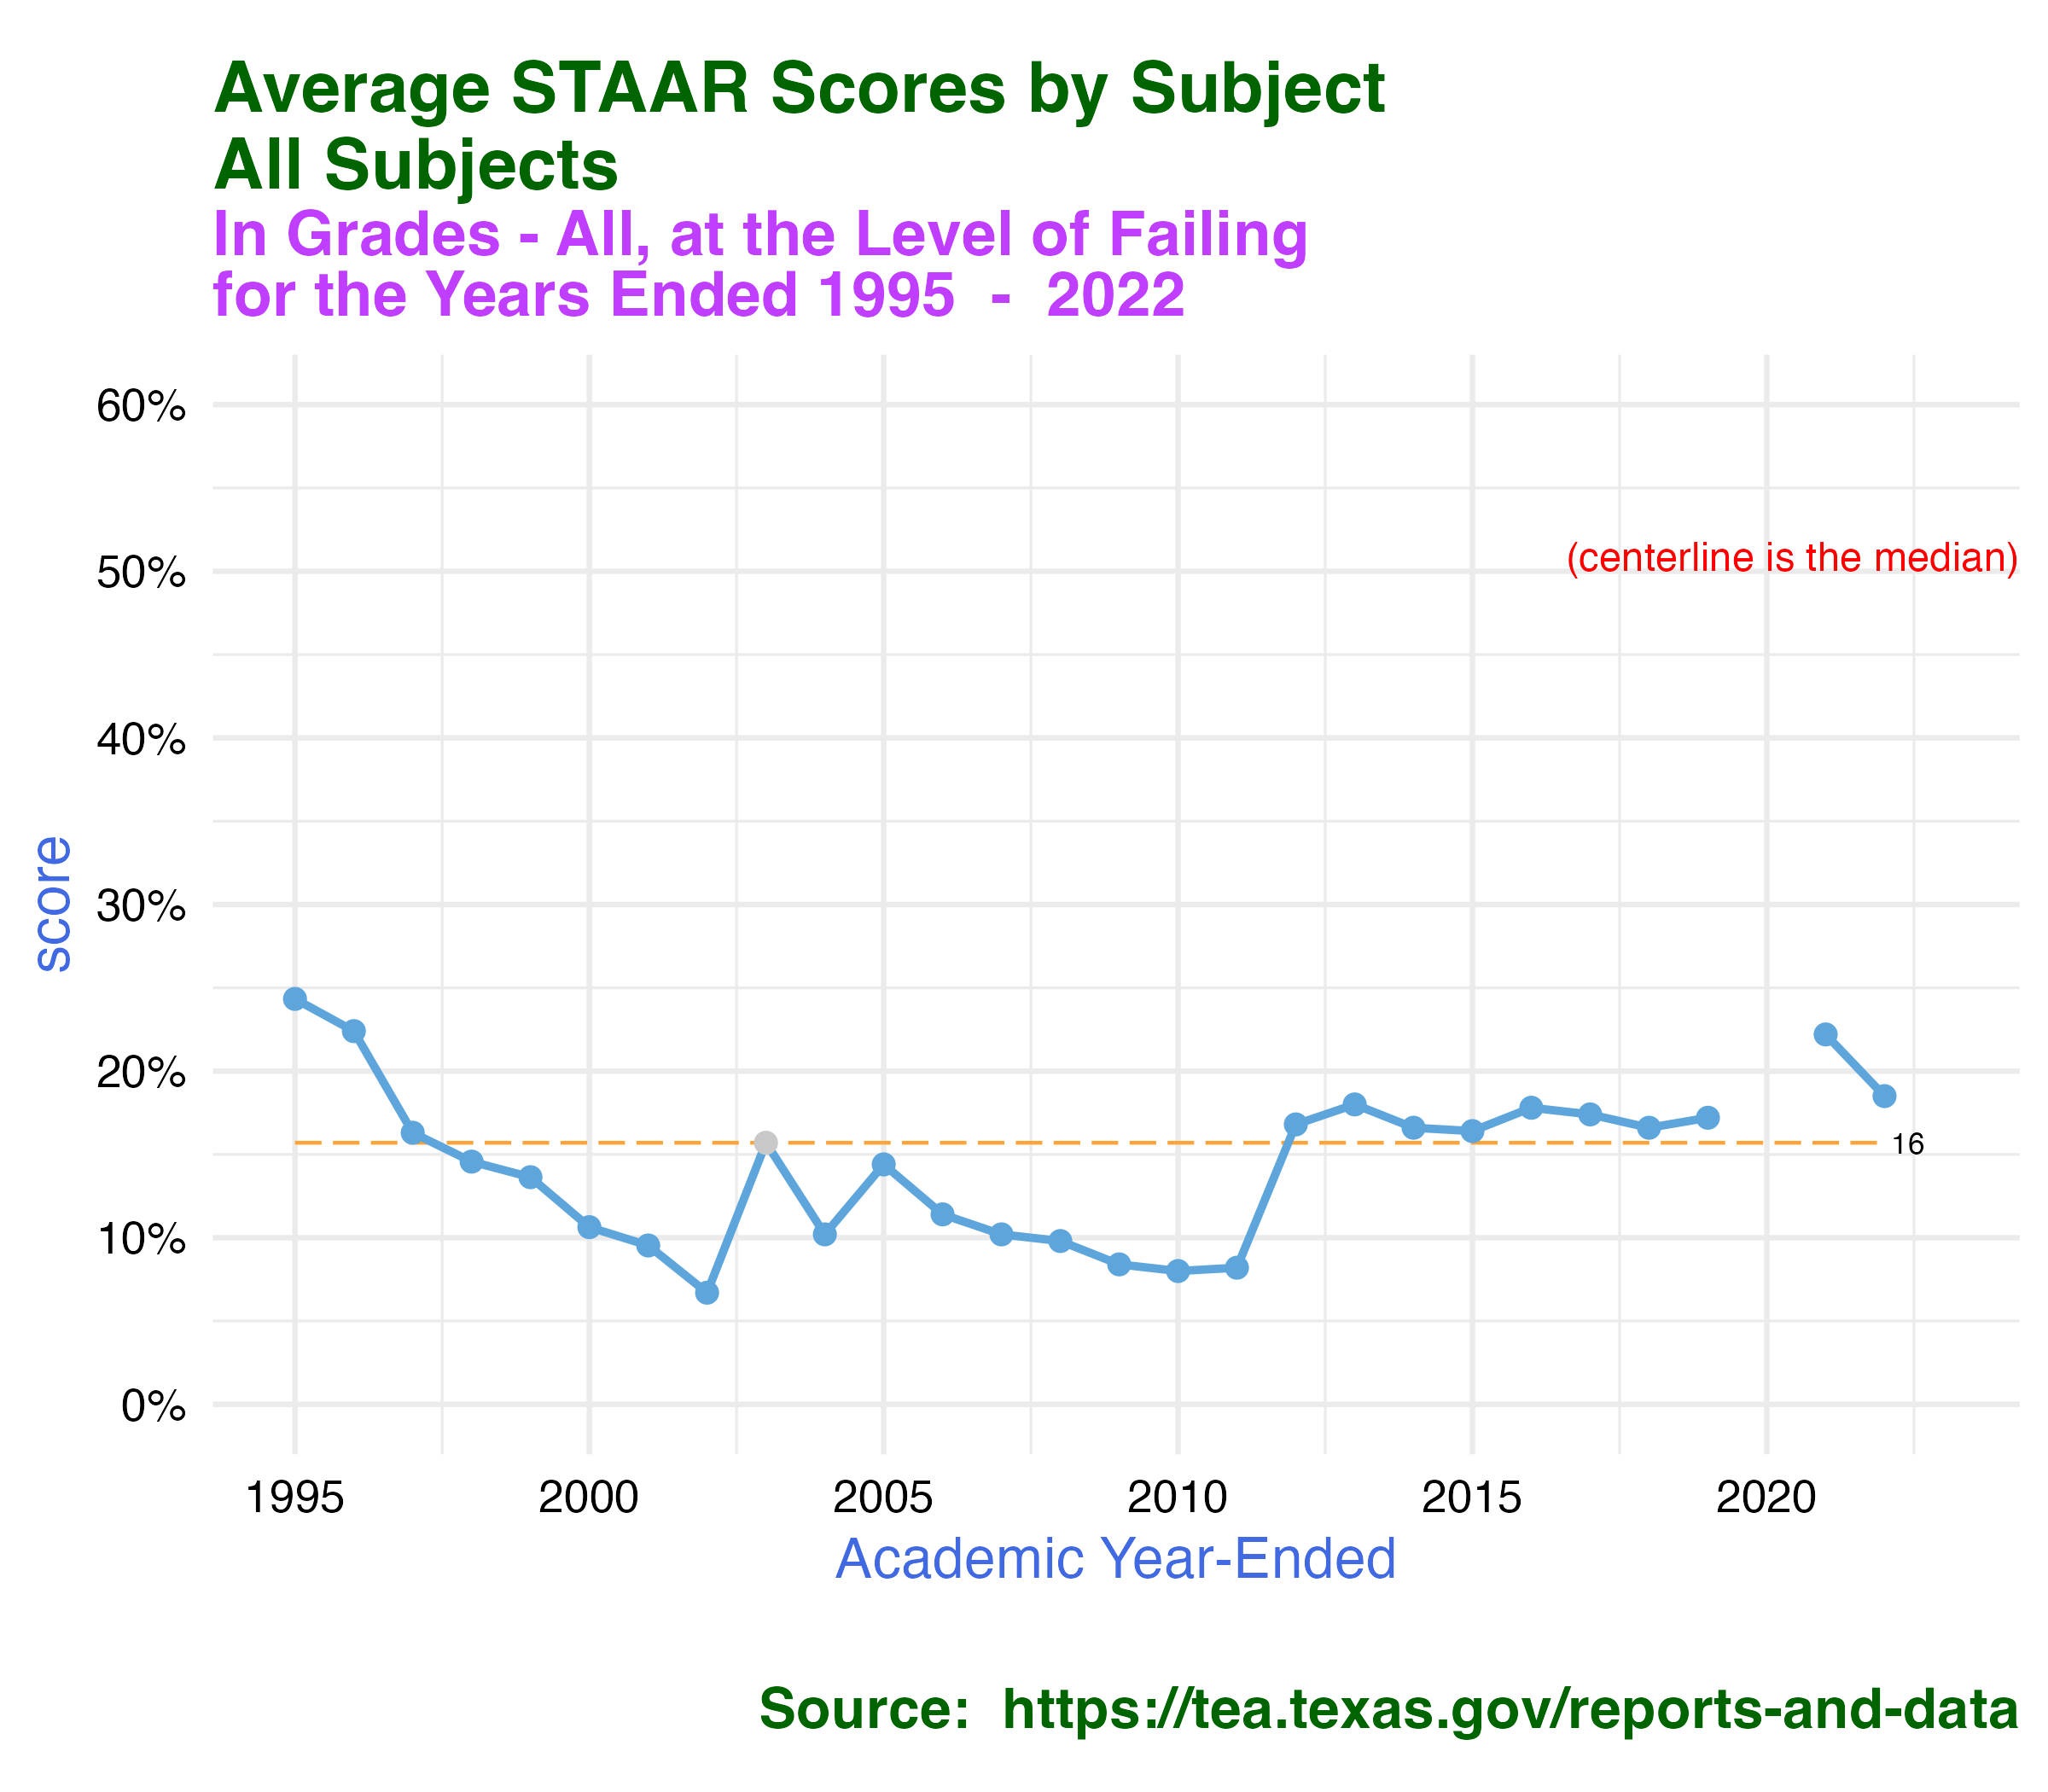 Average STAAR Scores by Subject
All Subjects
In Grades - All, at the Level of Failing
for the Years Ended 1995  -  2022
60%
(centerline is the median)
50%
40%
30%
score
20%
16
10%
0%
1995 2000 2005 2010 2015 2020
Academic Year-Ended
Source:  https://tea.texas.gov/reports-and-data